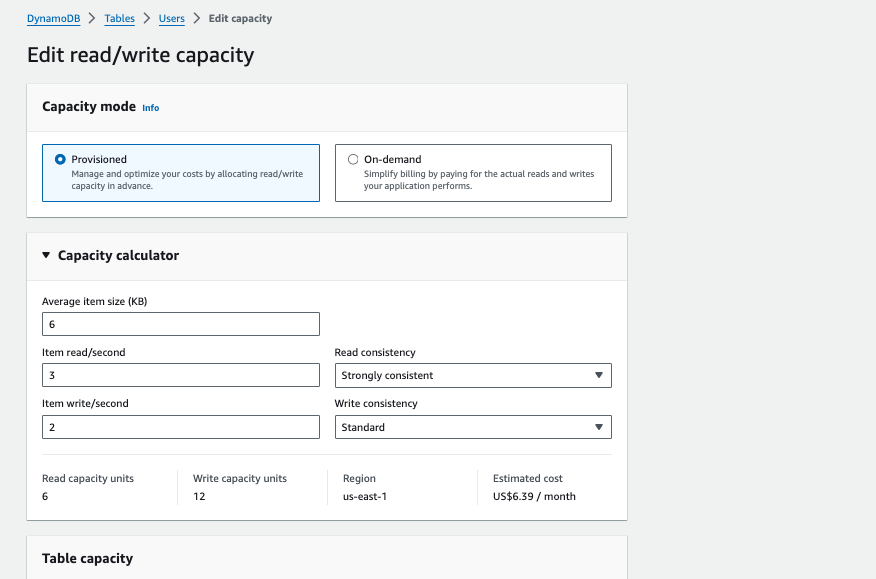 DynamoDB > Tables > Users > Edit capacity
Edit read/write capacity
Capacity mode Info
Provisioned
Manage and optimize your costs by allocating read/write
capacity in advance.
On-demand
Simplify billing by paying for the actual reads and writes
your application performs.
Capacity calculator
Average item size (KB)
6
Item read/second
3
Read consistency
Strongly consistent
Item write/second
2
Write consistency
Standard
Read capacity units
6
Write capacity units
12
Region
us-east-1
Estimated cost
US$6.39 / month
Table capacity